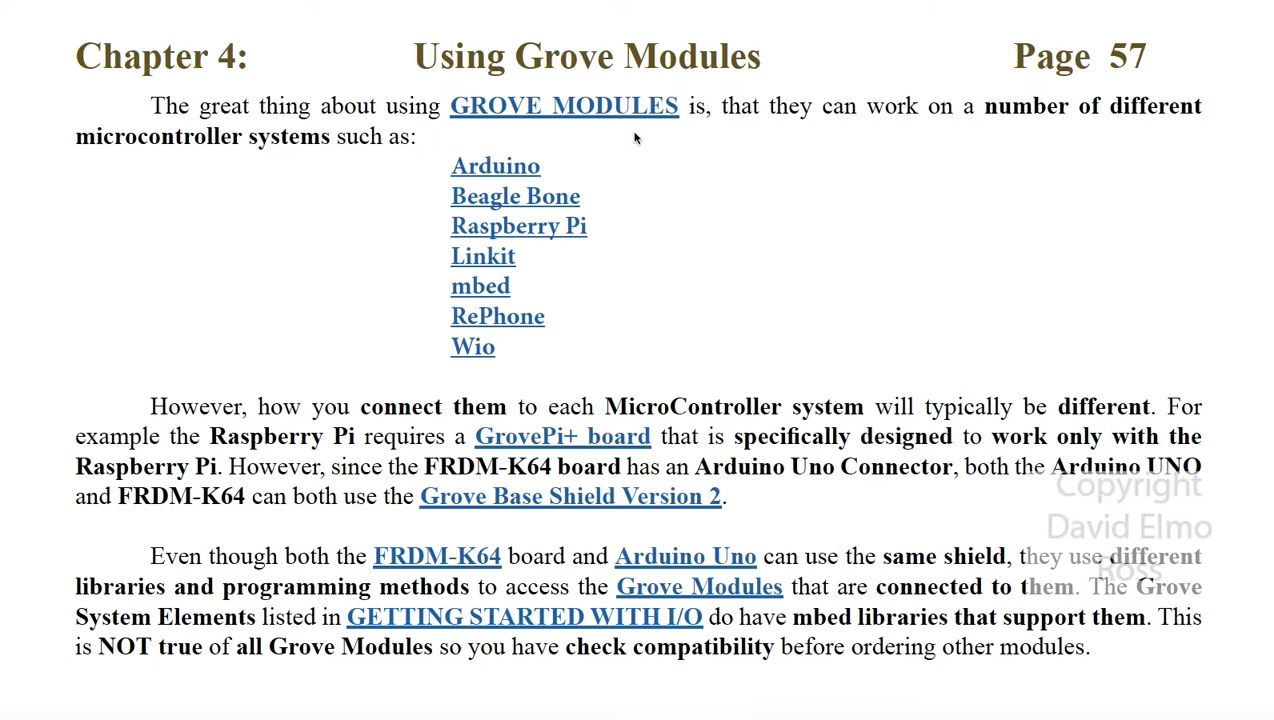 Chapter 4: Using Grove Modules Page 57
The great thing about using GROVE MODULES is, that they can work on a number of different
microcontroller systems such as:
Arduino
Beagle Bone
Raspberry Pi
Linkit
mbed
RePhone
Wio
However, how you connect them to each MicroController system will typically be different. For
example the Raspberry Pi requires a GrovePi+ board that is specifically designed to work only with the
Raspberry Pi. However, since the FRDM-K64 board has an Arduino Uno Connector, both the Arduino UNO
and FRDM-K64 can both use the Grove Base Shield Version 2.
Copyright
David Elmo
Ross
Even though both the FRDM-K64 board and Arduino Uno can use the same shield, they use different
libraries and programming methods to access the Grove Modules that are connected to them. The Grove
System Elements listed in GETTING STARTED WITH I/O do have mbed libraries that support them. This
is NOT true of all Grove Modules so you have check compatibility before ordering other modules.